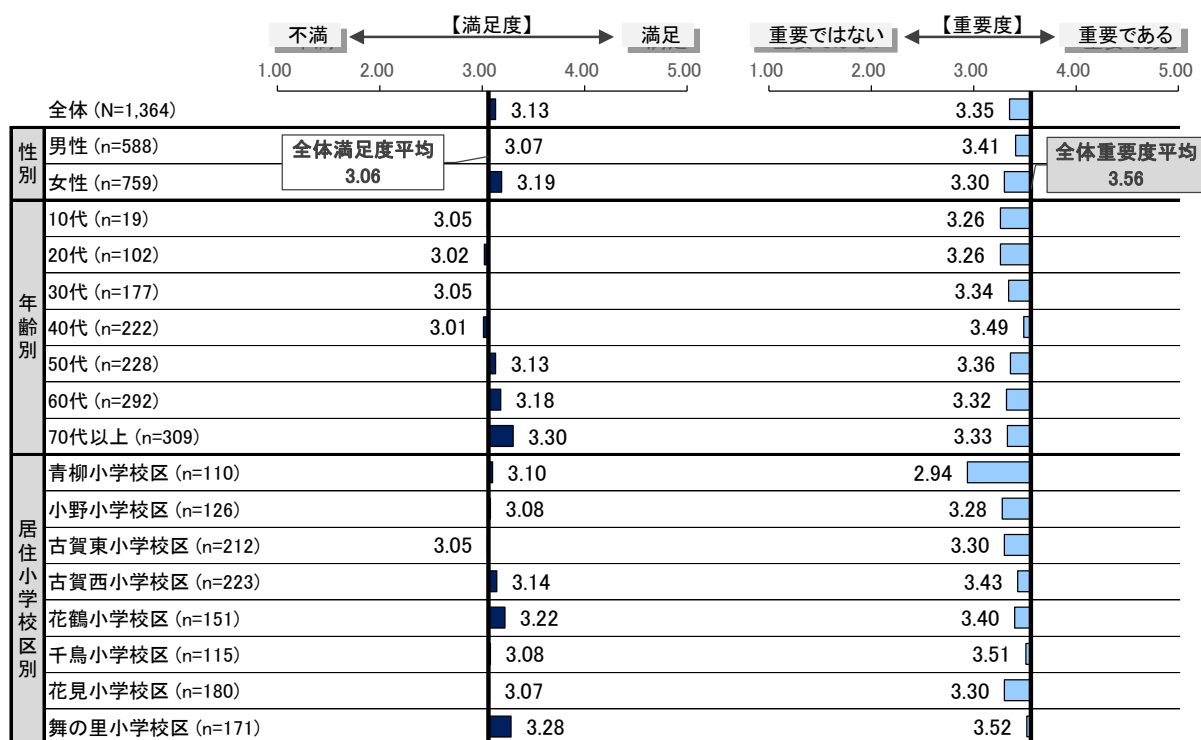 不満 【満足度】 満足 重要ではない 【重要度】 重要である
1.00 2.00 3.00 4.00 5.00 1.00 2.00 3.00 4.00 5.00
全体 (N=1,364) 3.13 3.35
性別
男性 (n=588) 3.07 3.41
全体満足度平均
3.06
全体重要度平均
3.56
女性 (n=759) 3.19 3.30
年齢別
10代 (n=19) 3.05 3.26
20代 (n=102) 3.02 3.26
30代 (n=177) 3.05 3.34
40代 (n=222) 3.01 3.49
50代 (n=228) 3.13 3.36
60代 (n=292) 3.18 3.32
70代以上 (n=309) 3.30 3.33
居住小学校区別
青柳小学校区 (n=110) 3.10 2.94
小野小学校区 (n=126) 3.08 3.28
古賀東小学校区 (n=212) 3.05 3.30
古賀西小学校区 (n=223) 3.14 3.43
花鶴小学校区 (n=151) 3.22 3.40
千鳥小学校区 (n=115) 3.08 3.51
花見小学校区 (n=180) 3.07 3.30
舞の里小学校区 (n=171) 3.28 3.52